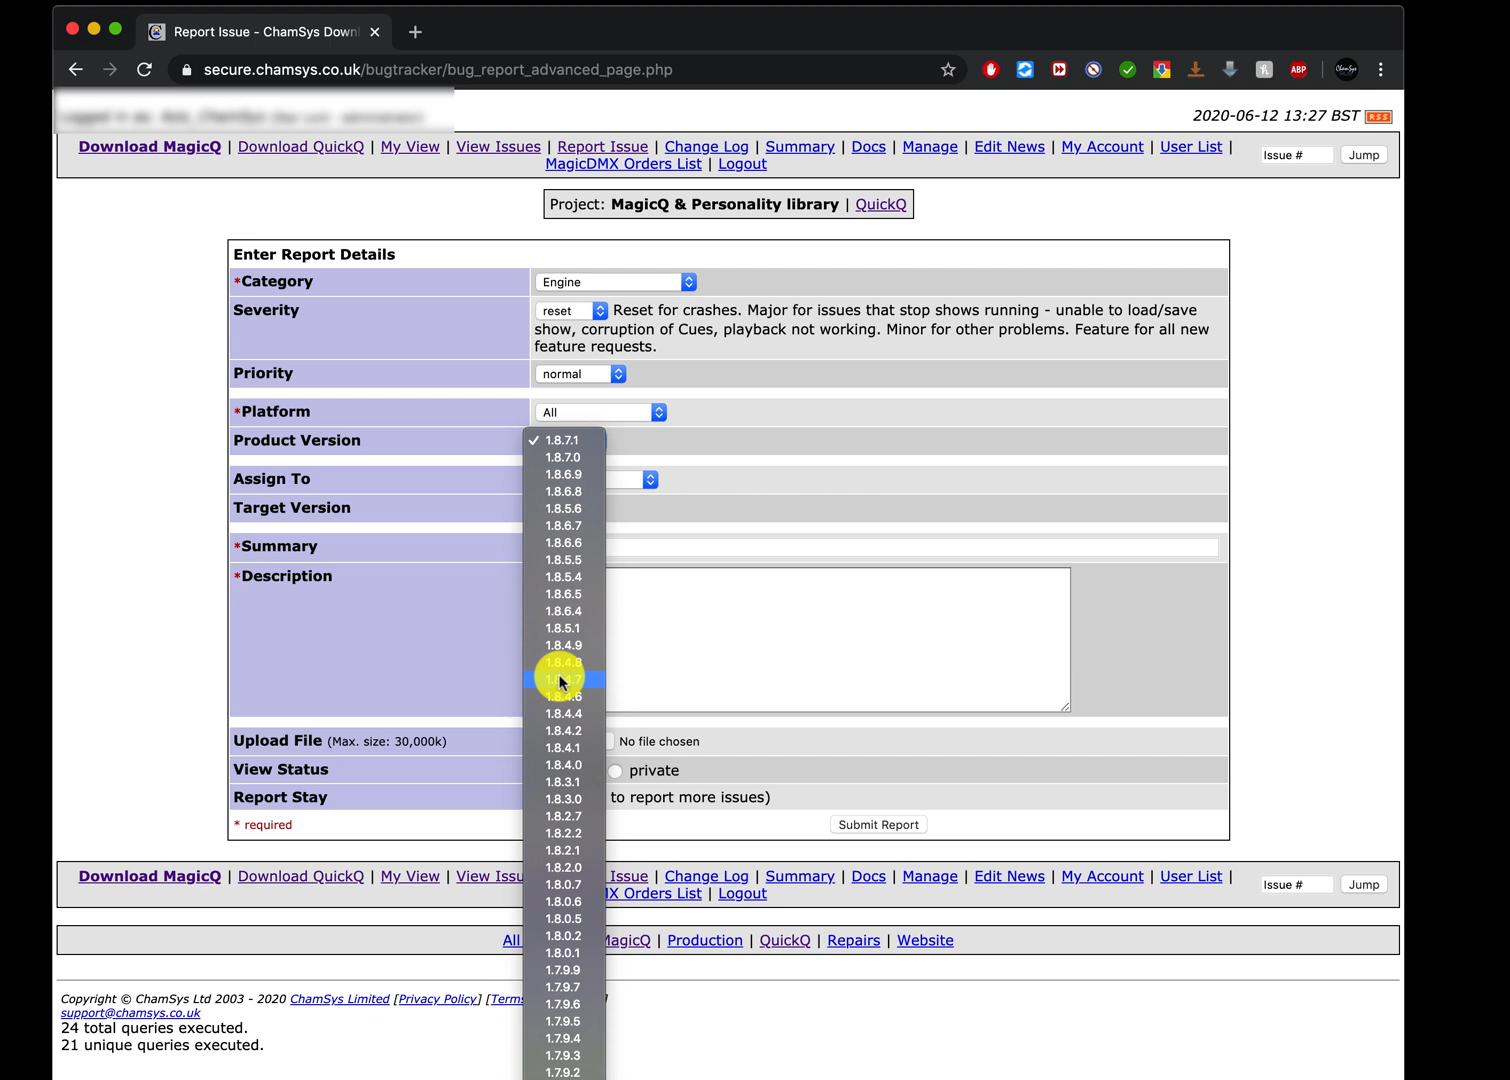 Report Issue - ChamSys Downl
secure.chamsys.co.uk/bugtracker/bug_report_advanced_page.php
ABP
2020-06-12 13:27 BST RSS
Download MagicQ | Download QuickQ | My View | View Issues | Report Issue | Change Log | Summary | Docs | Manage | Edit News | My Account | User List |
MagicDMX Orders List | Logout
Issue # Jump
Project: MagicQ & Personality library | QuickQ
Enter Report Details
*Category Engine
Severity reset Reset for crashes. Major for issues that stop shows running - unable to load/save
show, corruption of Cues, playback not working. Minor for other problems. Feature for all new
feature requests.
Priority normal
*Platform All
Product Version
Assign To
Target Version
*Summary
*Description
✓ 1.8.7.1
1.8.7.0
1.8.6.9
1.8.6.8
1.8.5.6
1.8.6.7
1.8.6.6
1.8.5.5
1.8.5.4
1.8.6.5
1.8.6.4
1.8.5.1
1.8.4.9
1.8.4.8
1.8.4.7
1.8.4.6
1.8.4.4
1.8.4.2
1.8.4.1
1.8.4.0
1.8.3.1
1.8.3.0
1.8.2.7
1.8.2.2
1.8.2.1
1.8.2.0
1.8.0.7
1.8.0.6
1.8.0.5
1.8.0.2
1.8.0.1
1.7.9.9
1.7.9.7
1.7.9.6
1.7.9.5
1.7.9.4
1.7.9.3
1.7.9.2
Upload File (Max. size: 30,000k) No file chosen
View Status private
Report Stay to report more issues)
* required Submit Report
Download MagicQ | Download QuickQ | My View | View Issu Issue | Change Log | Summary | Docs | Manage | Edit News | My Account | User List |
MX Orders List | Logout
Issue # Jump
All MagicQ | Production | QuickQ | Repairs | Website
Copyright © ChamSys Ltd 2003 - 2020 ChamSys Limited [Privacy Policy] [Terms ]
support@chamsys.co.uk
24 total queries executed.
21 unique queries executed.